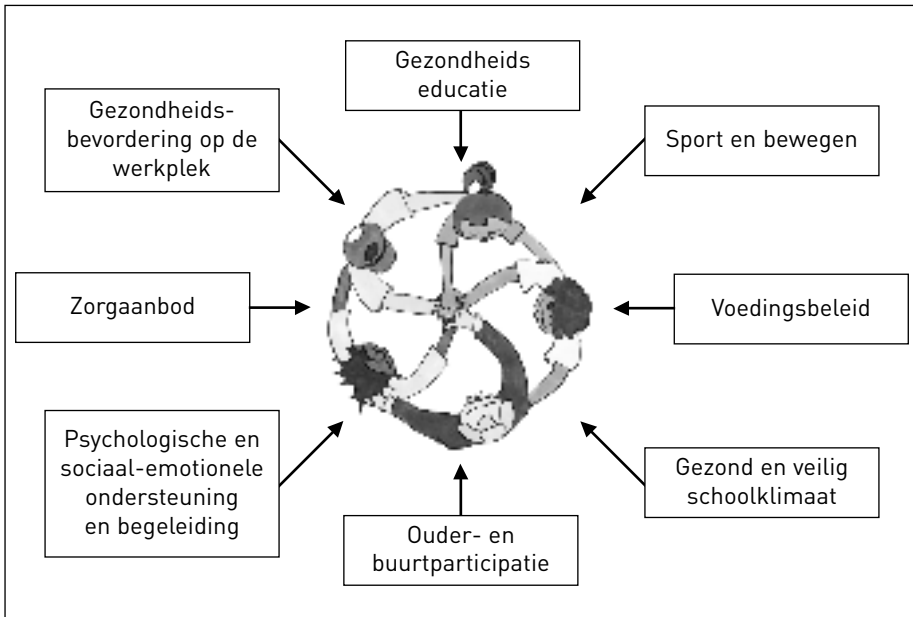 Gezondheids
educatie
Gezondheids-
bevordering op de
werkplek
Sport en bewegen
Zorgaanbod
Voedingsbeleid
Psychologische en
sociaal-emotionele
ondersteuning
en begeleiding
Gezond en veilig
schoolklimaat
Ouder- en
buurtparticipatie